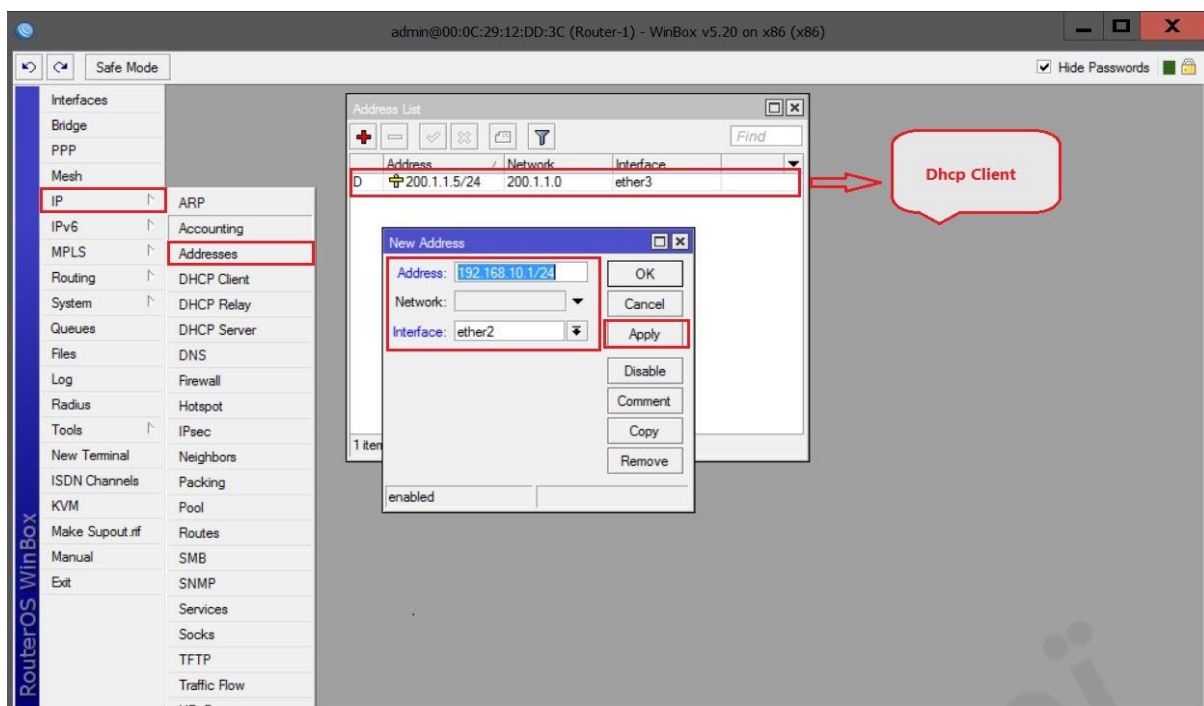 admin@00:0C:29:12:DD:3C (Router-1) - WinBox v5.20 on x86 (x86)
Safe Mode
Hide Passwords
RouterOS WinBox
Interfaces
Bridge
PPP
Mesh
IP
IPv6
MPLS
Routing
System
Queues
Files
Log
Radius
Tools
New Terminal
ISDN Channels
KVM
Make Supout.rif
Manual
Exit
ARP
Accounting
Addresses
DHCP Client
DHCP Relay
DHCP Server
DNS
Firewall
Hotspot
IPsec
Neighbors
Packing
Pool
Routes
SMB
SNMP
Services
Socks
TFTP
Traffic Flow
Address List
Find
Address Network Interface
D 200.1.1.5/24 200.1.1.0 ether3
Dhcp Client
New Address
Address: 192.168.10.1/24
Network:
Interface: ether2
OK
Cancel
Apply
Disable
Comment
Copy
Remove
enabled
1 item